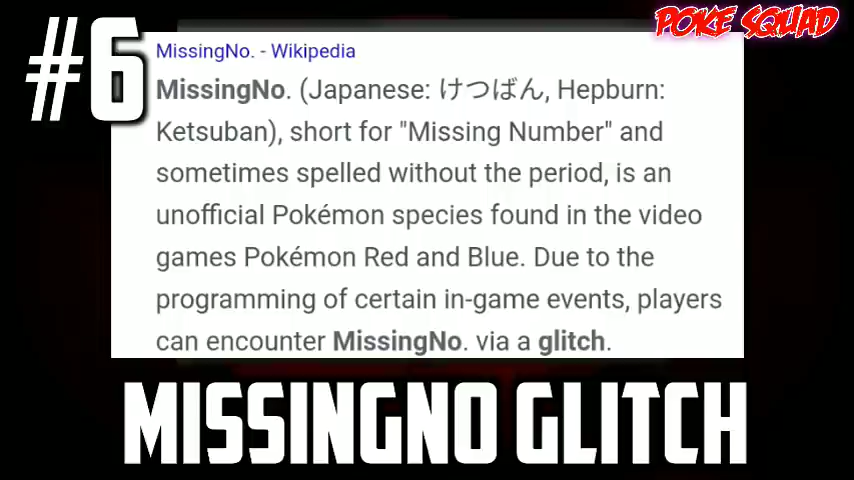 #6
POKE SQUAD
MissingNo. - Wikipedia
MissingNo. (Japanese: けつばん, Hepburn:
Ketsuban), short for "Missing Number" and
sometimes spelled without the period, is an
unofficial Pokémon species found in the video
games Pokémon Red and Blue. Due to the
programming of certain in-game events, players
can encounter MissingNo. via a glitch.
MISSINGNO GLITCH